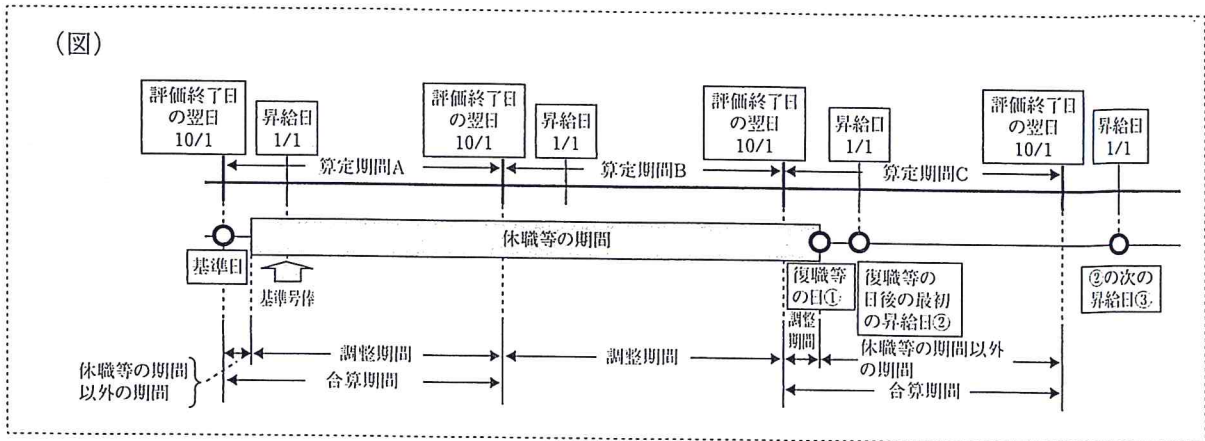 （図）
評価終了日
の翌日
10/1
昇給日
1/1
評価終了日
の翌日
10/1
昇給日
1/1
評価終了日
の翌日
10/1
昇給日
1/1
評価終了日
の翌日
10/1
昇給日
1/1
算定期間A
算定期間B
算定期間C
休職等の期間
基準日
基準号俸
復職等
の日①
復職等の
日後の最初
の昇給日②
②の次の
昇給日③
休職等の期間
以外の期間
調整期間
合算期間
調整期間
調整
期間
休職等の期間以外
の期間
合算期間